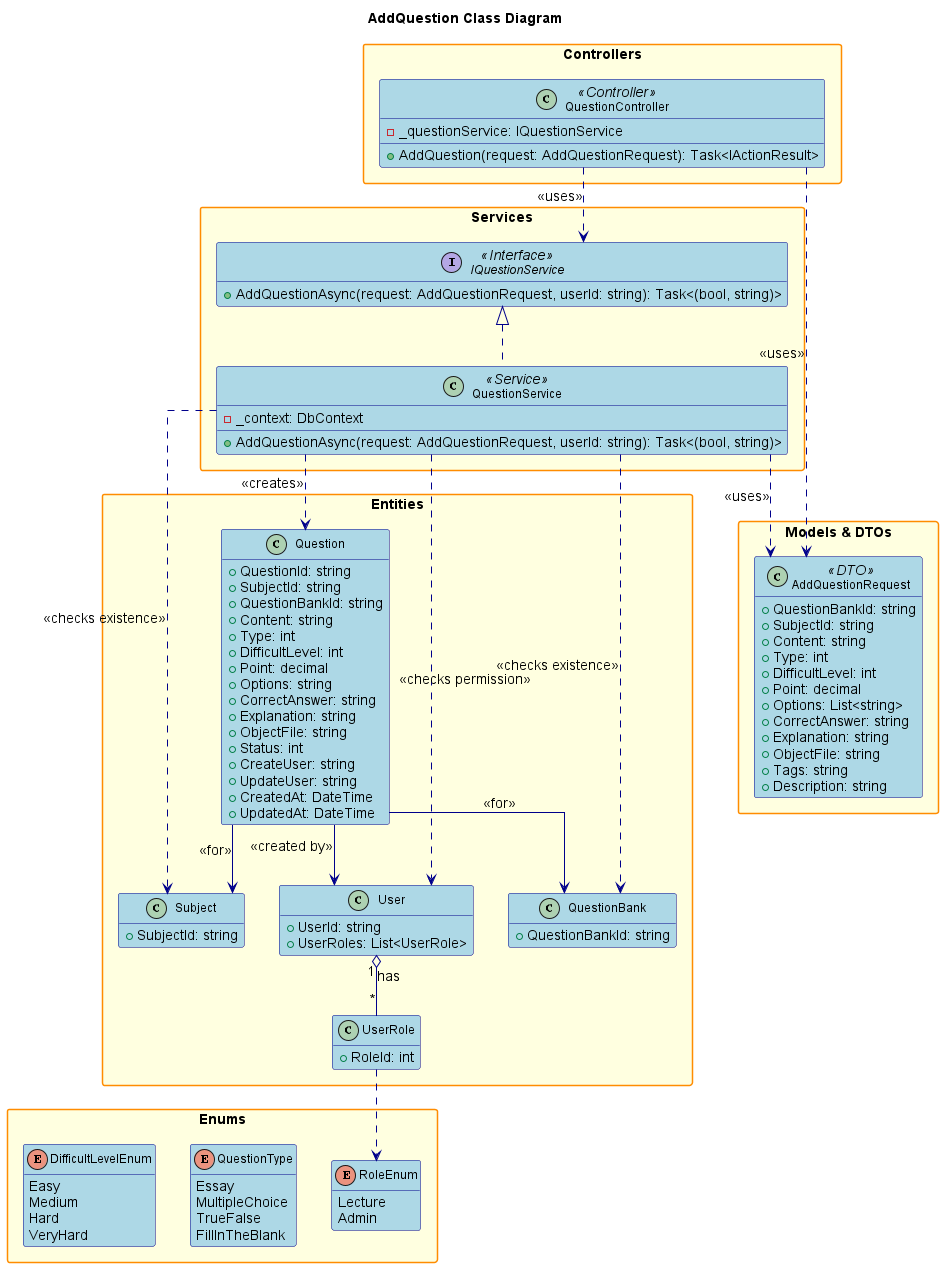 AddQuestion Class Diagram
Controllers
C
«Controller»
QuestionController
_questionService: IQuestionService
AddQuestion(request: AddQuestionRequest): Task<IActionResult>
«uses»
Services
I
«Interface»
IQuestionService
AddQuestionAsync(request: AddQuestionRequest, userId: string): Task<(bool, string)>
«uses»
C
«Service»
QuestionService
_context: DbContext
AddQuestionAsync(request: AddQuestionRequest, userId: string): Task<(bool, string)>
«creates»
«uses»
Entities
C
Question
QuestionId: string
SubjectId: string
QuestionBankId: string
Content: string
Type: int
DifficultLevel: int
Point: decimal
Options: string
CorrectAnswer: string
Explanation: string
ObjectFile: string
Status: int
CreateUser: string
UpdateUser: string
CreatedAt: DateTime
UpdatedAt: DateTime
«checks existence»
«checks permission»
«checks existence»
Models & DTOs
C
«DTO»
AddQuestionRequest
QuestionBankId: string
SubjectId: string
Content: string
Type: int
DifficultLevel: int
Point: decimal
Options: List<string>
CorrectAnswer: string
Explanation: string
ObjectFile: string
Tags: string
Description: string
«for»
«created by»
«for»
C
Subject
SubjectId: string
C
User
UserId: string
UserRoles: List<UserRole>
C
QuestionBank
QuestionBankId: string
1
has
*
C
UserRole
RoleId: int
Enums
E
DifficultLevelEnum
Easy
Medium
Hard
VeryHard
E
QuestionType
Essay
MultipleChoice
TrueFalse
FillInTheBlank
E
RoleEnum
Lecture
Admin